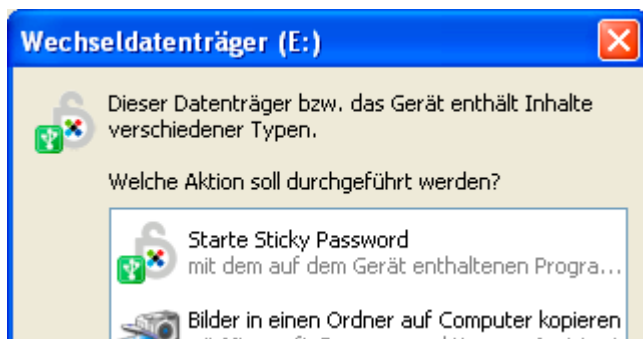 Wechseldatenträger (E:)
Dieser Datenträger bzw. das Gerät enthält Inhalte
verschiedener Typen.
Welche Aktion soll durchgeführt werden?
Starte Sticky Password
mit dem auf dem Gerät enthaltenen Progra...
Bilder in einen Ordner auf Computer kopieren